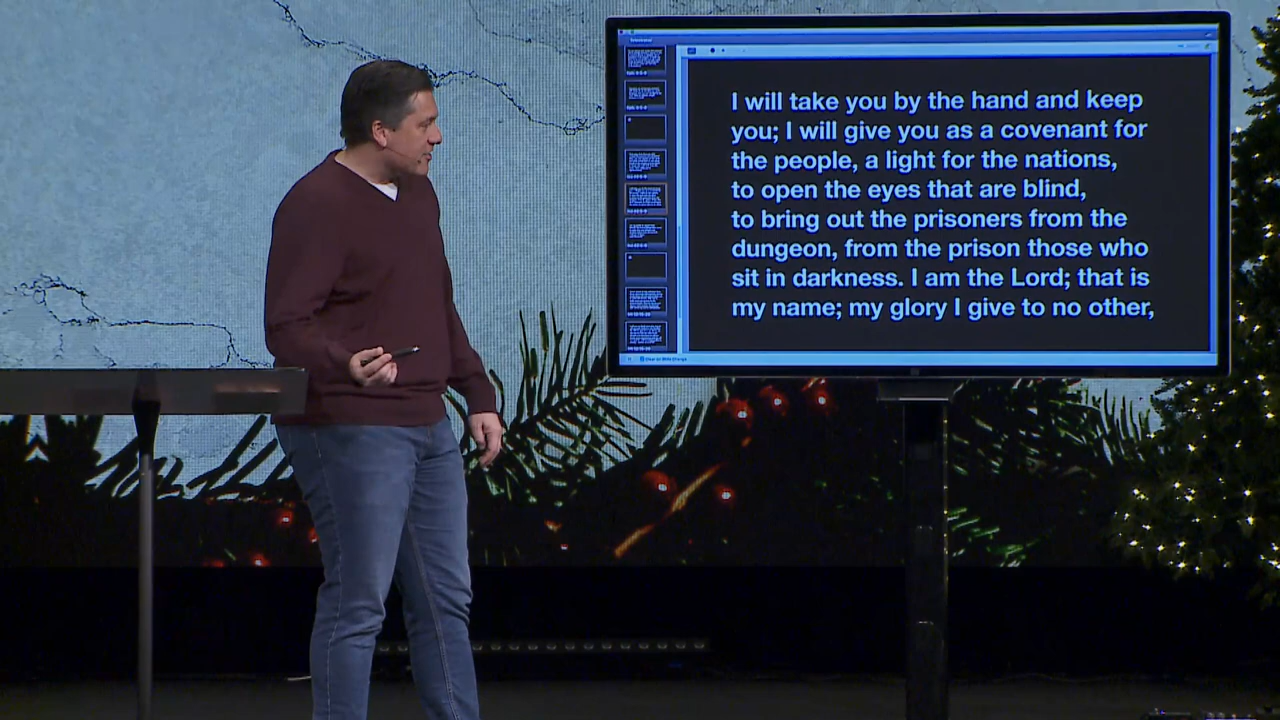 I will take you by the hand and keep
you; I will give you as a covenant for
the people, a light for the nations,
to open the eyes that are blind,
to bring out the prisoners from the
dungeon, from the prison those who
sit in darkness. I am the Lord; that is
my name; my glory I give to no other,